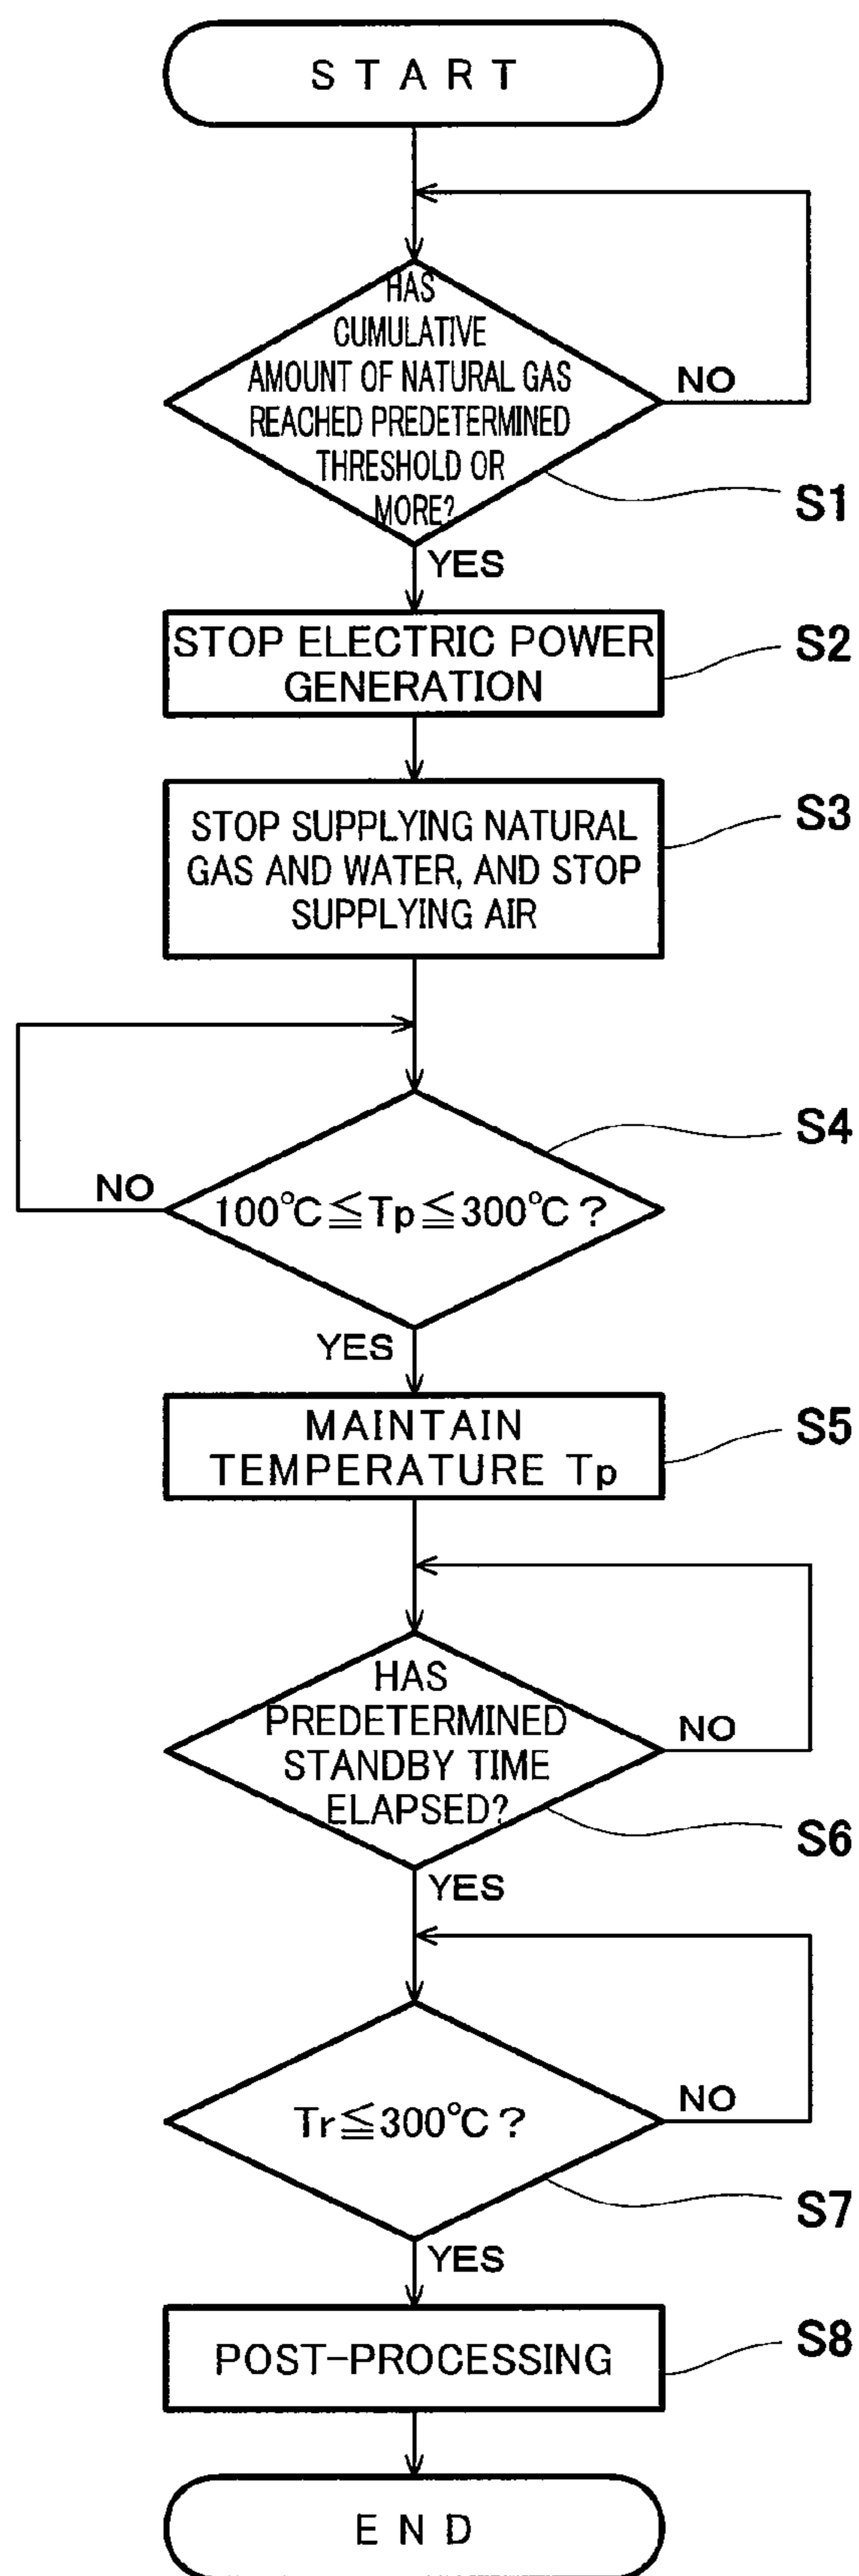 START
HAS
CUMULATIVE
AMOUNT OF NATURAL GAS
REACHED PREDETERMINED
THRESHOLD OR
MORE?
NO
S1
YES
STOP ELECTRIC POWER
GENERATION
S2
STOP SUPPLYING NATURAL
GAS AND WATER, AND STOP
SUPPLYING AIR
S3
100°C≦Tp≦300°C?
NO
S4
YES
MAINTAIN
TEMPERATURE Tp
S5
HAS
PREDETERMINED
STANDBY TIME
ELAPSED?
NO
S6
YES
Tr≦300°C?
NO
S7
YES
POST-PROCESSING
S8
END